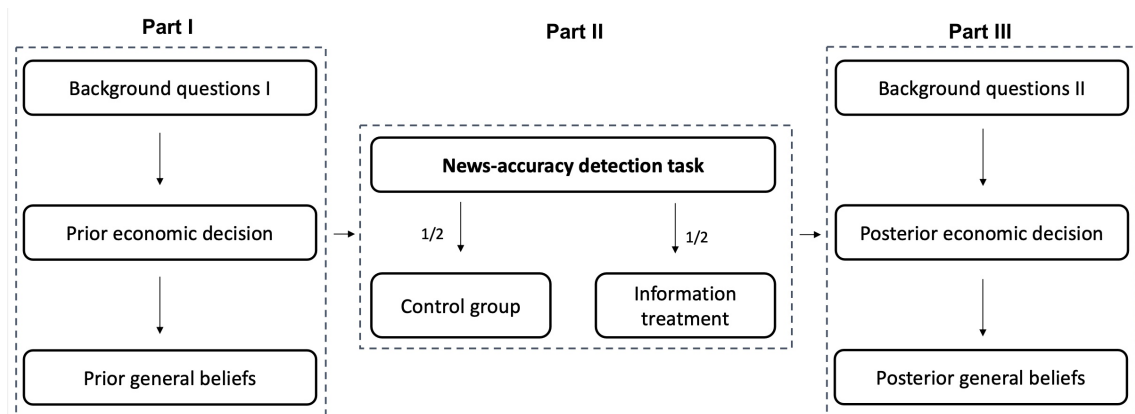 Part I
Background questions I
Prior economic decision
Prior general beliefs
Part II
News-accuracy detection task
1/2
1/2
Control group
Information
treatment
Part III
Background questions II
Posterior economic decision
Posterior general beliefs